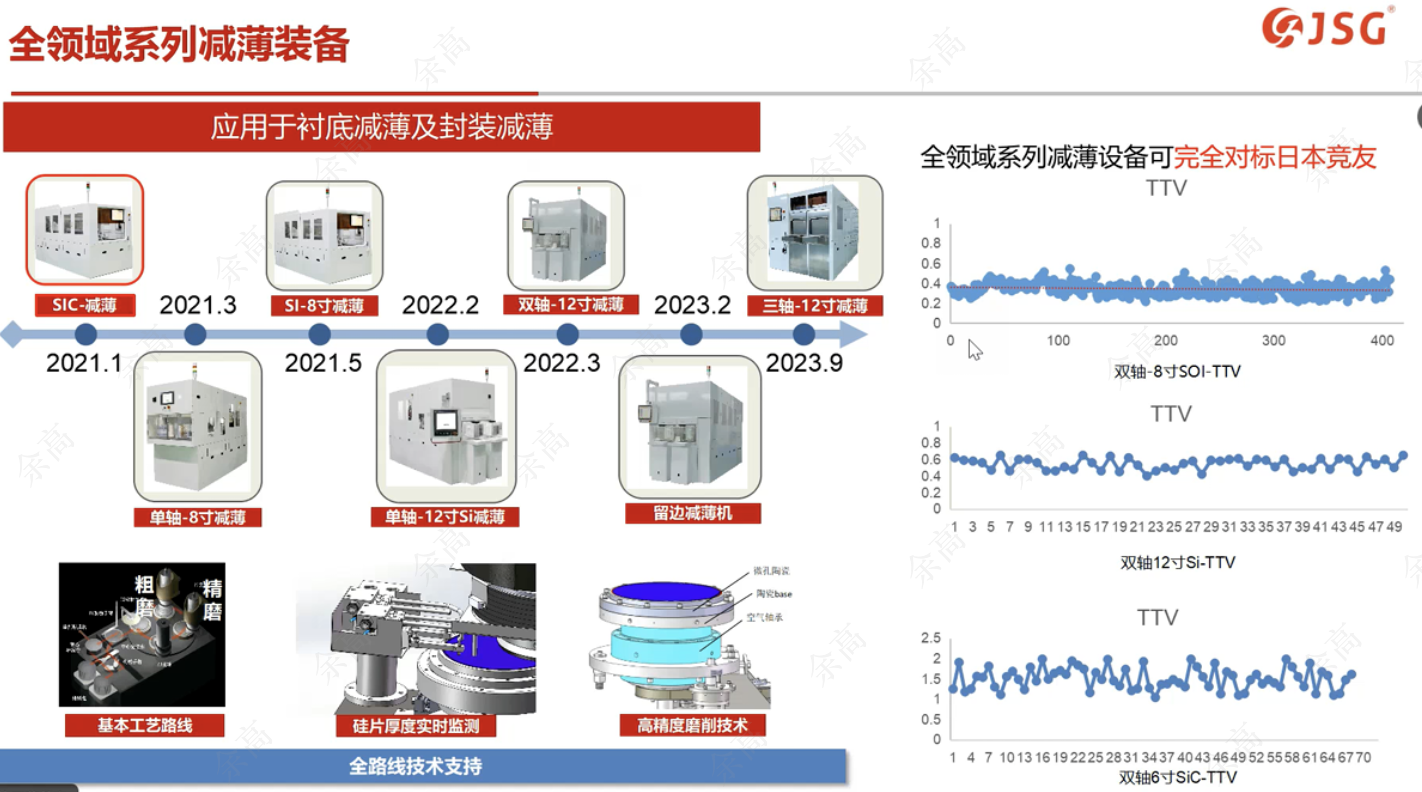 全领域系列减薄装备
JSG®
应用于衬底减薄及封装减薄
SIC-减薄
2021.3
SI-8寸减薄
2022.2
双轴-12寸减薄
2023.2
三轴-12寸减薄
2021.1
2021.5
2022.3
2023.9
单轴-8寸减薄
单轴-12寸Si减薄
留边减薄机
粗磨
精磨
基本工艺路线
硅片厚度实时监测
微孔陶瓷
陶瓷base
空气轴承
高精度磨削技术
全路线技术支持
全领域系列减薄设备可完全对标日本竞友
TTV
1
0.8
0.6
0.4
0.2
0
0 100 200 300 400
双轴-8寸SOI-TTV
TTV
1
0.8
0.6
0.4
0.2
0
1 3 5 7 9 11 13 15 17 19 21 23 25 27 29 31 33 35 37 39 41 43 45 47 49
双轴12寸Si-TTV
TTV
2.5
2
1.5
1
0.5
0
1 4 7 10 13 16 19 22 25 28 31 34 37 40 43 46 49 52 55 58 61 64 67 70
双轴6寸SiC-TTV
余高